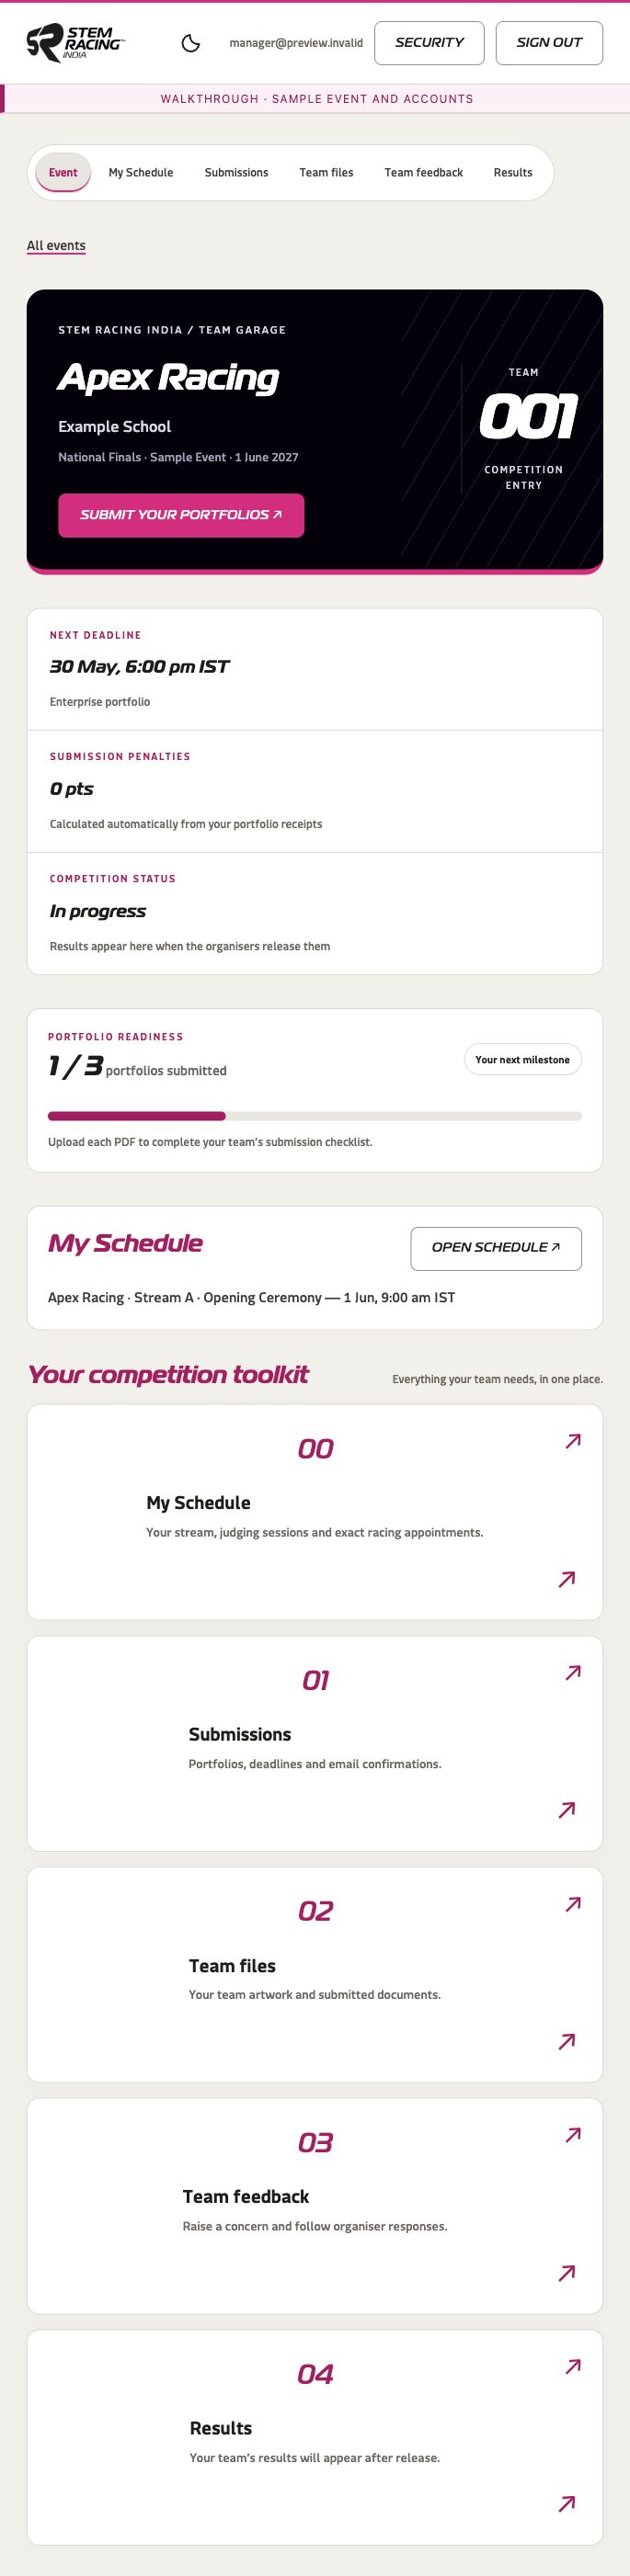 STEM
RACING™
INDIA
manager@preview.invalid
SECURITY
SIGN OUT
WALKTHROUGH · SAMPLE EVENT AND ACCOUNTS
Event
My Schedule
Submissions
Team files
Team feedback
Results
All events
STEM RACING INDIA / TEAM GARAGE
Apex Racing
Example School
National Finals · Sample Event · 1 June 2027
SUBMIT YOUR PORTFOLIOS ↗
TEAM
001
COMPETITION
ENTRY
NEXT DEADLINE
30 May, 6:00 pm IST
Enterprise portfolio
SUBMISSION PENALTIES
0 pts
Calculated automatically from your portfolio receipts
COMPETITION STATUS
In progress
Results appear here when the organisers release them
PORTFOLIO READINESS
1 / 3 portfolios submitted
Your next milestone
Upload each PDF to complete your team's submission checklist.
My Schedule
OPEN SCHEDULE ↗
Apex Racing · Stream A · Opening Ceremony — 1 Jun, 9:00 am IST
Your competition toolkit
Everything your team needs, in one place.
00
My Schedule
Your stream, judging sessions and exact racing appointments.
01
Submissions
Portfolios, deadlines and email confirmations.
02
Team files
Your team artwork and submitted documents.
03
Team feedback
Raise a concern and follow organiser responses.
04
Results
Your team's results will appear after release.